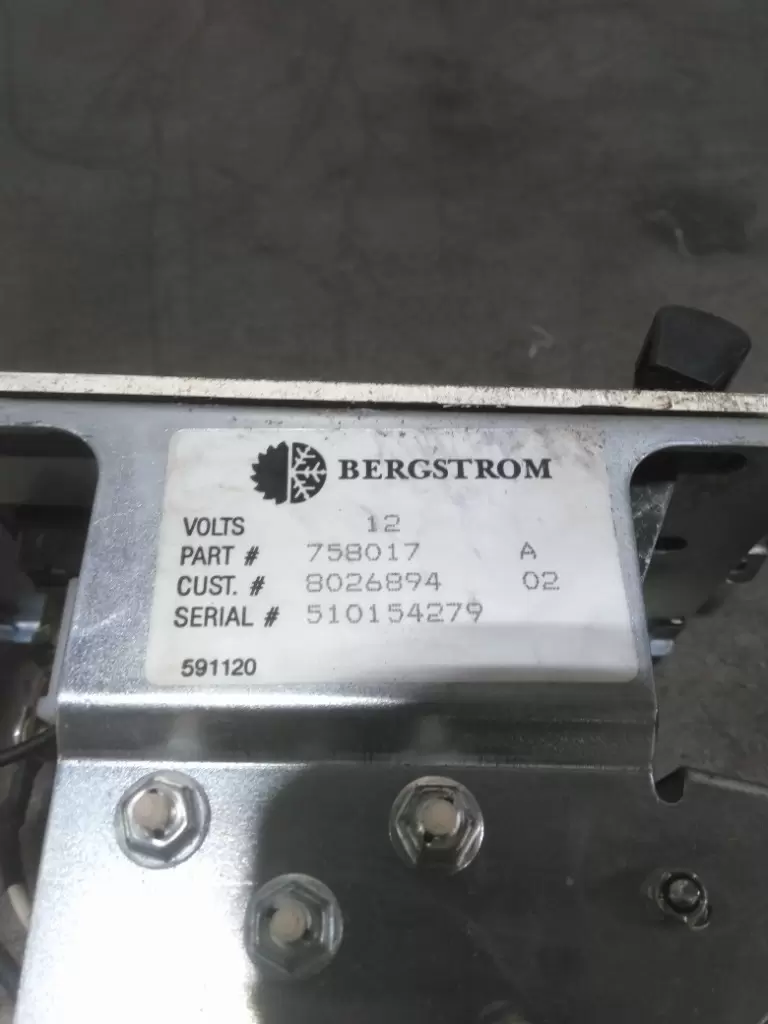 BERGSTROM
VOLTS 12
PART # 758017 A
CUST. # 8026894 02
SERIAL # 510154279
591120